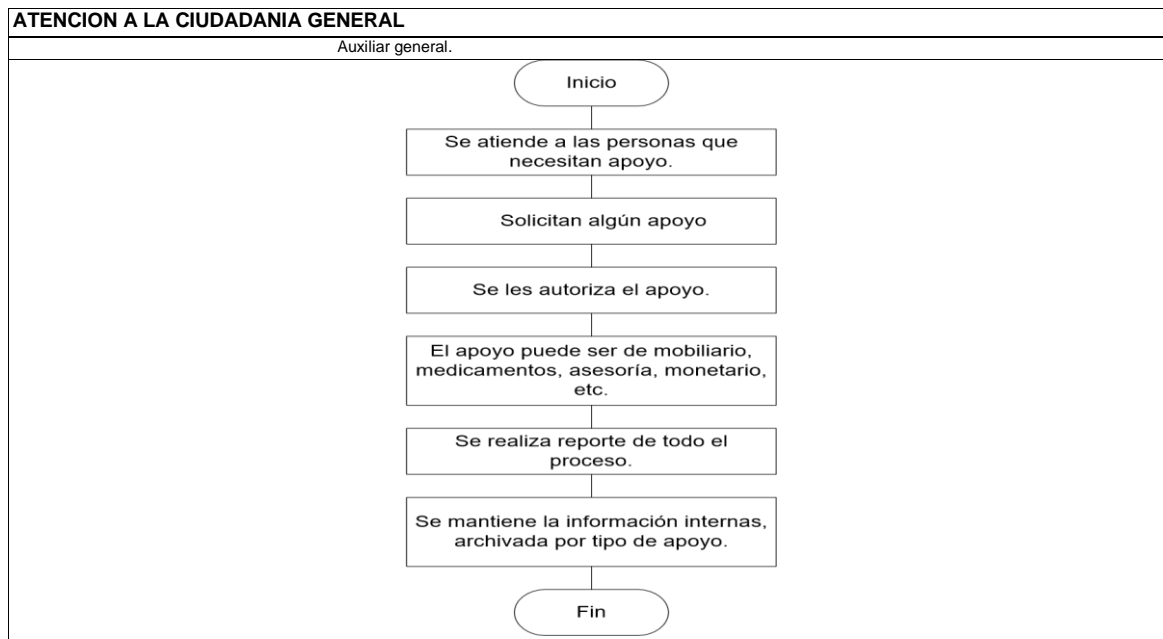 ATENCION A LA CIUDADANIA GENERAL
Auxiliar general.
Inicio
Se atiende a las personas que
necesitan apoyo.
Solicitan algún apoyo
Se les autoriza el apoyo.
El apoyo puede ser de mobiliario,
medicamentos, asesoría, monetario,
etc.
Se realiza reporte de todo el
proceso.
Se mantiene la información internas,
archivada por tipo de apoyo.
Fin